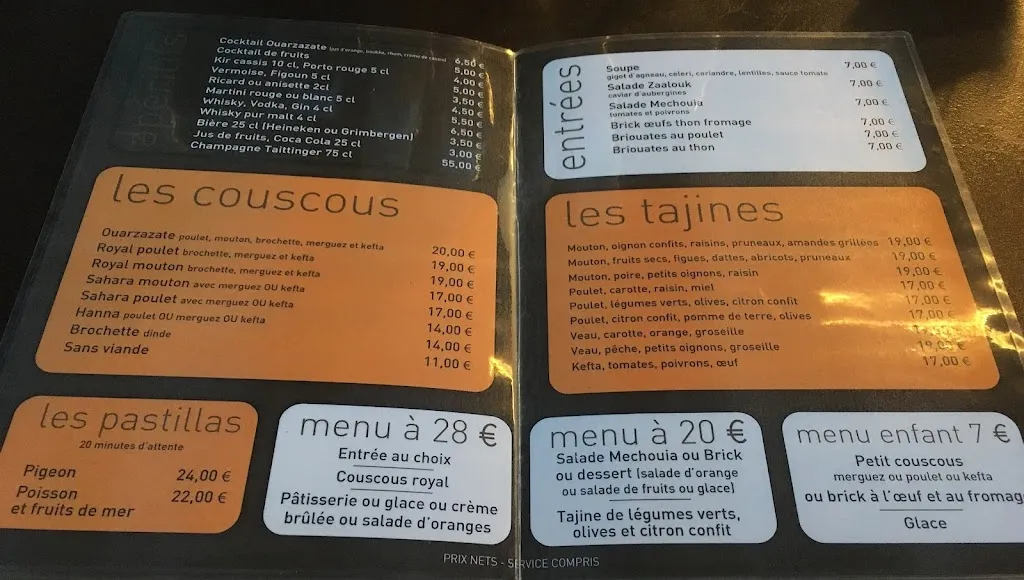 apéritifs
Cocktail Ouarzazate (jus d'orange, boukha, rhum, crème de cassis) 6,50 €
Cocktail de fruits 5,00 €
Kir cassis 10 cl, Porto rouge 5 cl 4,00 €
Vermoise, Figoun 5 cl 5,00 €
Ricard ou anisette 2cl 3,50 €
Martini rouge ou blanc 5 cl 4,50 €
Whisky, Vodka, Gin 4 cl 5,50 €
Whisky pur malt 4 cl 6,50 €
Bière 25 cl (Heineken ou Grimbergen) 3,50 €
Jus de fruits, Coca Cola 25 cl 3,00 €
Champagne Taittinger 75 cl 55,00 €
les couscous
Ouarzazate poulet, mouton, brochette, merguez et kefta 20,00 €
Royal poulet brochette, merguez et kefta 19,00 €
Royal mouton brochette, merguez et kefta 19,00 €
Sahara mouton avec merguez OU kefta 17,00 €
Sahara poulet avec merguez OU kefta 17,00 €
Hanna poulet OU merguez OU kefta 14,00 €
Brochette dinde 14,00 €
Sans viande 11,00 €
les pastillas
20 minutes d'attente
Pigeon 24,00 €
Poisson 22,00 €
et fruits de mer
menu à 28 €
Entrée au choix
Couscous royal
Pâtisserie ou glace ou crème
brûlée ou salade d'oranges
entrées
Soupe 7,00 €
gigot d'agneau, celeri, coriandre, lentilles, sauce tomate
Salade Zaalouk 7,00 €
caviar d'aubergines
Salade Mechouia 7,00 €
tomates et poivrons
Brick œufs thon fromage 7,00 €
Briouates au poulet 7,00 €
Briouates au thon 7,00 €
les tajines
Mouton, oignon confits, raisins, pruneaux, amandes grillées 19,00 €
Mouton, fruits secs, figues, dattes, abricots, pruneaux 19,00 €
Mouton, poire, petits oignons, raisin 19,00 €
Poulet, carotte, raisin, miel 17,00 €
Poulet, légumes verts, olives, citron confit 17,00 €
Poulet, citron confit, pomme de terre, olives 17,00 €
Veau, carotte, orange, groseille
Veau, pêche, petits oignons, groseille 19,00 €
Kefta, tomates, poivrons, œuf 17,00 €
menu à 20 €
Salade Mechouia ou Brick
ou dessert (salade d'orange
ou salade de fruits ou glace)
Tajine de légumes verts,
olives et citron confit
menu enfant 7 €
Petit couscous
merguez ou poulet ou kefta
ou brick à l'œuf et au fromage
Glace
PRIX NETS - SERVICE COMPRIS